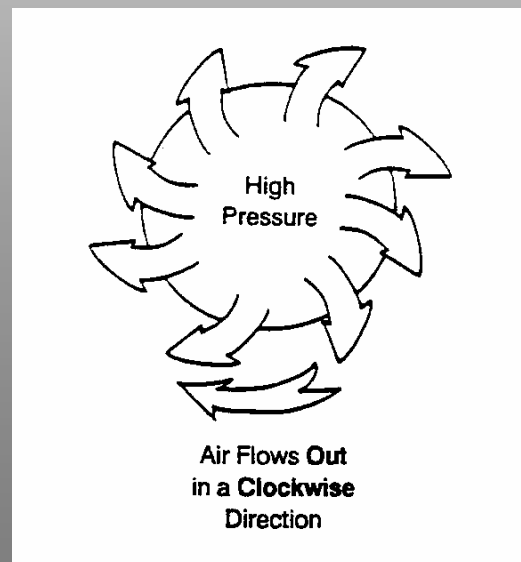 High
Pressure
Air Flows Out
in a Clockwise
Direction